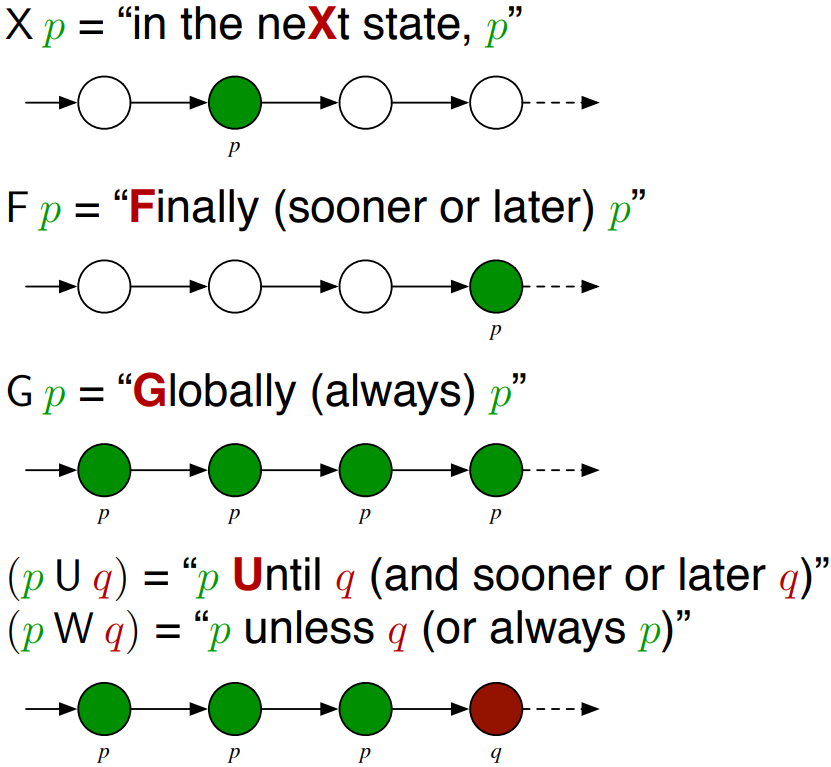 X p = “in the neXt state, p”
p
F p = “Finally (sooner or later) p”
p
G p = “Globally (always) p”
p p p p
(p U q) = “p Until q (and sooner or later q)”
(p W q) = “p unless q (or always p)”
p p p q